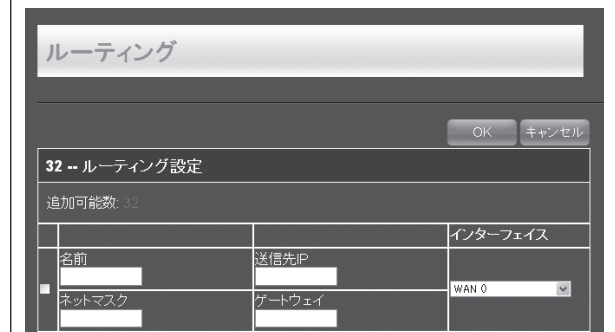 ルーティング
OK キャンセル
32 -- ルーティング設定
追加可能数: 32
インターフェイス
名前 送信先IP
WAN 0
ネットマスク ゲートウェイ